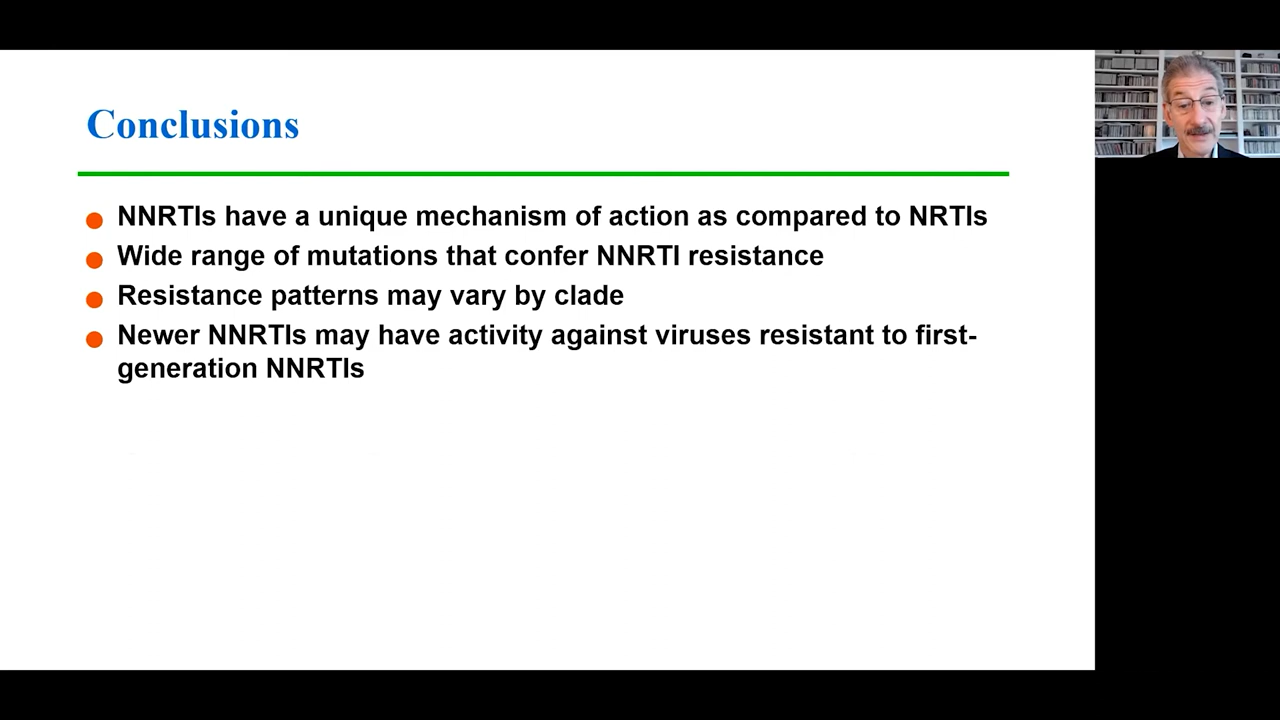 Conclusions
NNRTIs have a unique mechanism of action as compared to NRTIs
Wide range of mutations that confer NNRTI resistance
Resistance patterns may vary by clade
Newer NNRTIs may have activity against viruses resistant to first-
generation NNRTIs